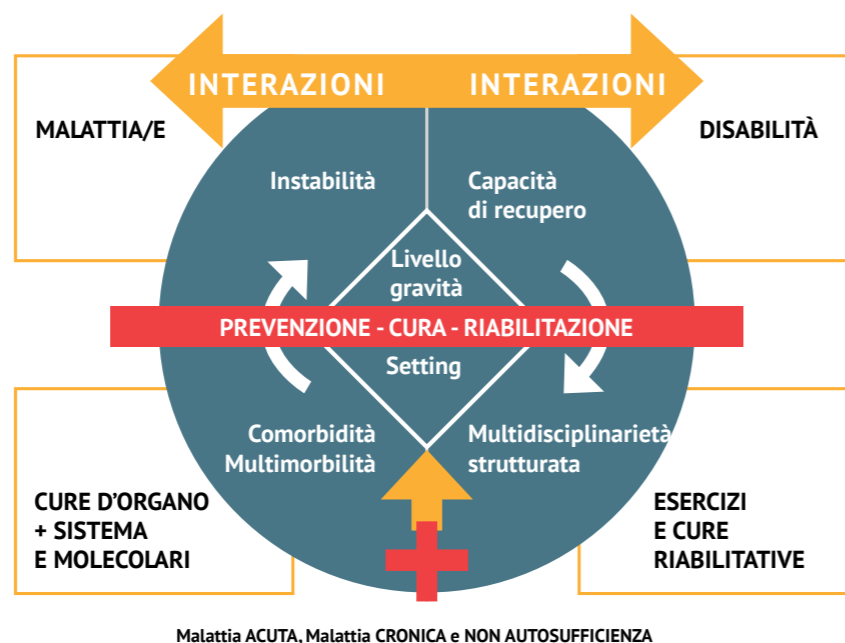 INTERAZIONI
INTERAZIONI
MALATTIA/E
DISABILITÀ
Instabilità
Capacità
di recupero
Livello
gravità
PREVENZIONE - CURA - RIABILITAZIONE
Setting
Comorbidità
Multimorbilità
Multidisciplinarietà
strutturata
CURE D'ORGANO
+ SISTEMA
E MOLECOLARI
ESERCIZI
E CURE
RIABILITATIVE
Malattia ACUTA, Malattia CRONICA e NON AUTOSUFFICIENZA